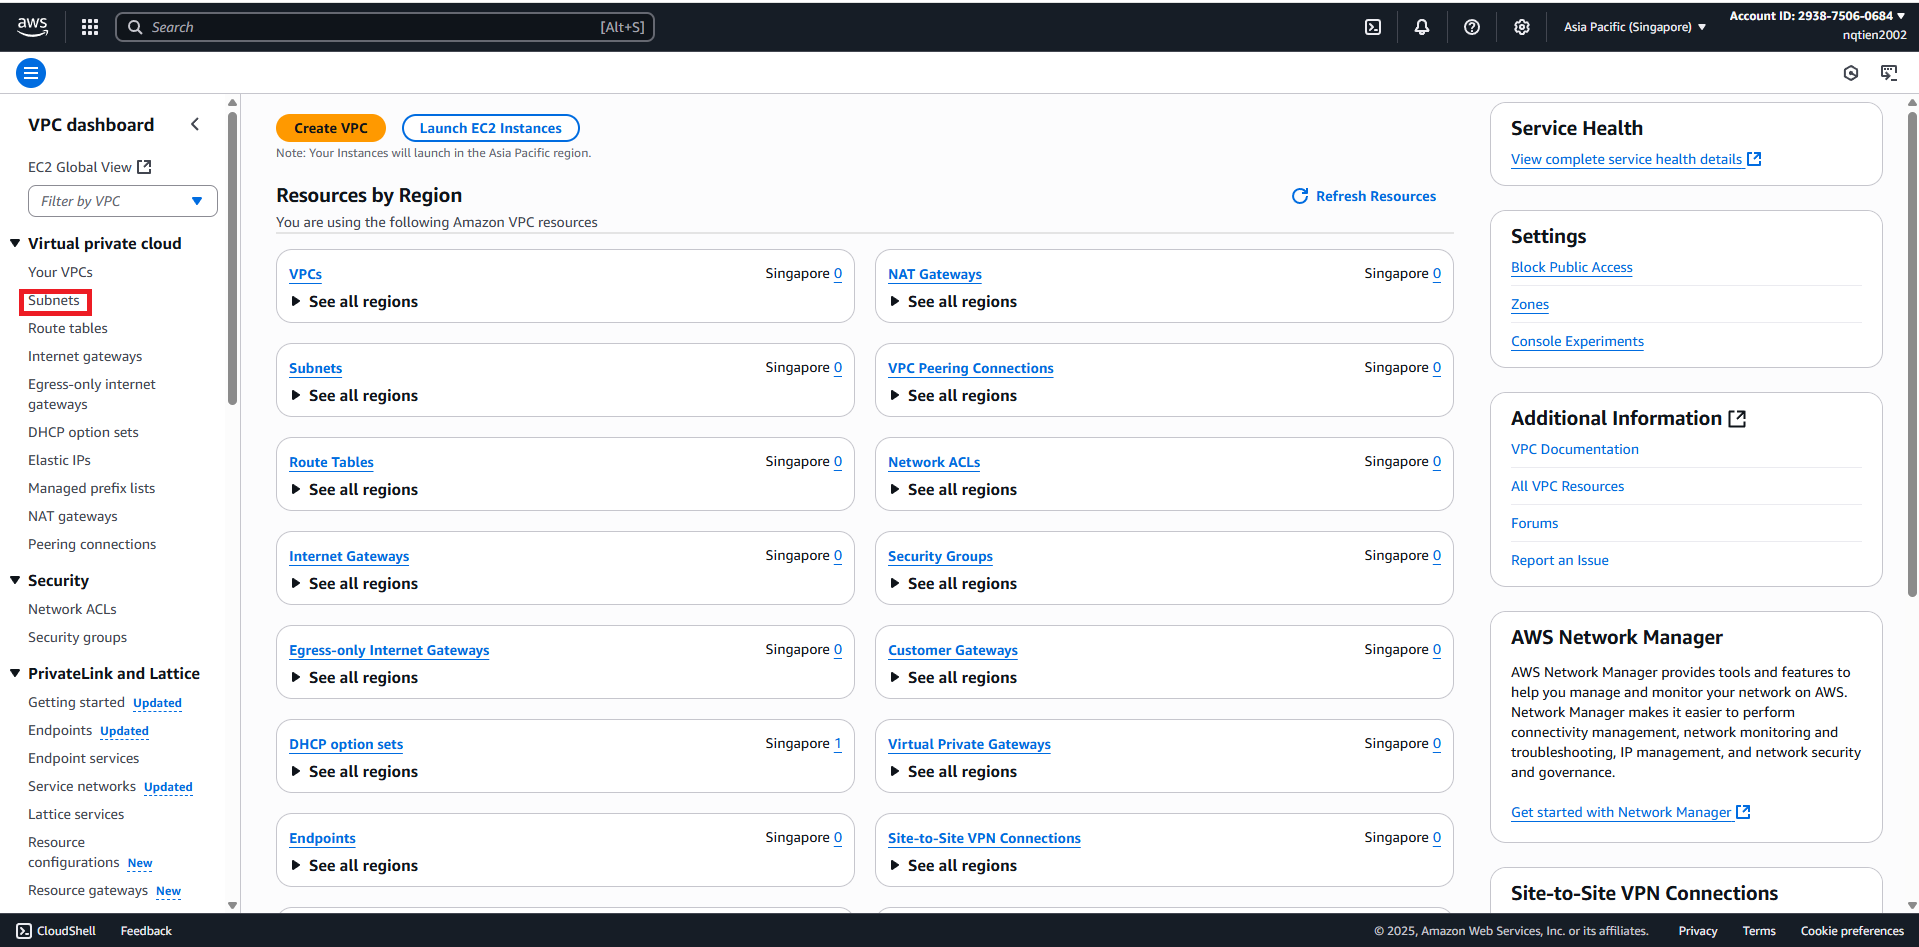 aws
Search [Alt+S]
Asia Pacific (Singapore)
Account ID: 2938-7506-0684
nqtien2002
VPC dashboard
EC2 Global View
Filter by VPC
Virtual private cloud
Your VPCs
Subnets
Route tables
Internet gateways
Egress-only internet
gateways
DHCP option sets
Elastic IPs
Managed prefix lists
NAT gateways
Peering connections
Security
Network ACLs
Security groups
PrivateLink and Lattice
Getting started Updated
Endpoints Updated
Endpoint services
Service networks Updated
Lattice services
Resource
configurations New
Resource gateways New
Create VPC
Launch EC2 Instances
Note: Your Instances will launch in the Asia Pacific region.
Resources by Region
Refresh Resources
You are using the following Amazon VPC resources
VPCs Singapore 0
See all regions
NAT Gateways Singapore 0
See all regions
Subnets Singapore 0
See all regions
VPC Peering Connections Singapore 0
See all regions
Route Tables Singapore 0
See all regions
Network ACLs Singapore 0
See all regions
Internet Gateways Singapore 0
See all regions
Security Groups Singapore 0
See all regions
Egress-only Internet Gateways Singapore 0
See all regions
Customer Gateways Singapore 0
See all regions
DHCP option sets Singapore 1
See all regions
Virtual Private Gateways Singapore 0
See all regions
Endpoints Singapore 0
See all regions
Site-to-Site VPN Connections Singapore 0
See all regions
Service Health
View complete service health details
Settings
Block Public Access
Zones
Console Experiments
Additional Information
VPC Documentation
All VPC Resources
Forums
Report an Issue
AWS Network Manager
AWS Network Manager provides tools and features to
help you manage and monitor your network on AWS.
Network Manager makes it easier to perform
connectivity management, network monitoring and
troubleshooting, IP management, and network security
and governance.
Get started with Network Manager
Site-to-Site VPN Connections
CloudShell
Feedback
© 2025, Amazon Web Services, Inc. or its affiliates.
Privacy
Terms
Cookie preferences